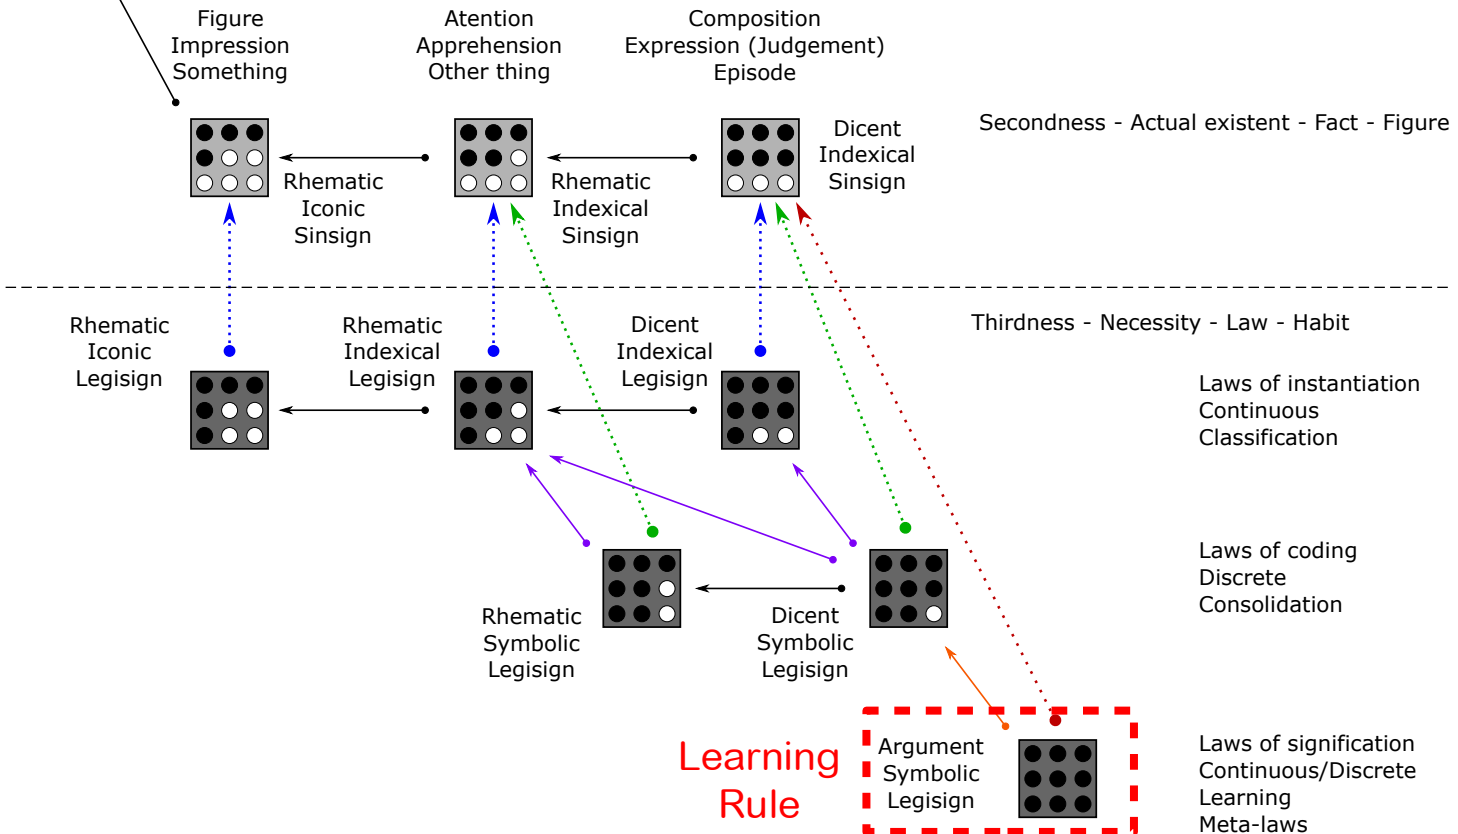 Figure
Impression
Something
Atention
Apprehension
Other thing
Composition
Expression (Judgement)
Episode
Secondness - Actual existent - Fact - Figure
Rhematic
Iconic
Sinsign
Rhematic
Indexical
Sinsign
Dicent
Indexical
Sinsign
Thirdness - Necessity - Law - Habit
Rhematic
Iconic
Legisign
Rhematic
Indexical
Legisign
Dicent
Indexical
Legisign
Laws of instantiation
Continuous
Classification
Rhematic
Symbolic
Legisign
Dicent
Symbolic
Legisign
Laws of coding
Discrete
Consolidation
Learning
Rule
Argument
Symbolic
Legisign
Laws of signification
Continuous/Discrete
Learning
Meta-laws